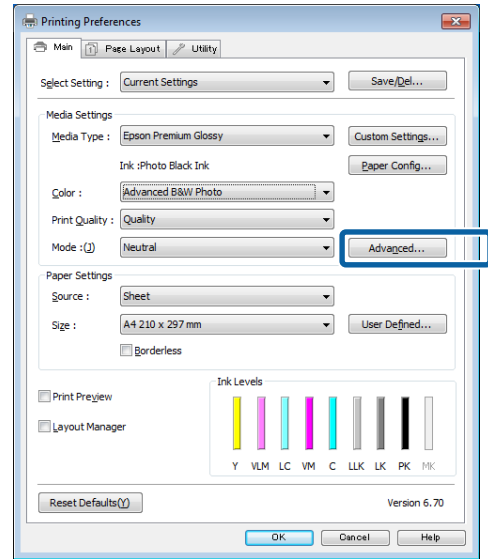 Printing Preferences
Main Page Layout Utility
Select Setting : Current Settings Save/Del...
Media Settings
Media Type : Epson Premium Glossy Custom Settings...
Ink :Photo Black Ink Paper Config...
Color : Advanced B&W Photo
Print Quality : Quality
Mode :(J) Neutral Advanced...
Paper Settings
Source : Sheet
Size : A4 210 x 297 mm User Defined...
Borderless
Print Preview
Layout Manager
Ink Levels
Y VLM LC VM C LLK LK PK MK
Reset Defaults(Y) Version 6.70
OK Cancel Help